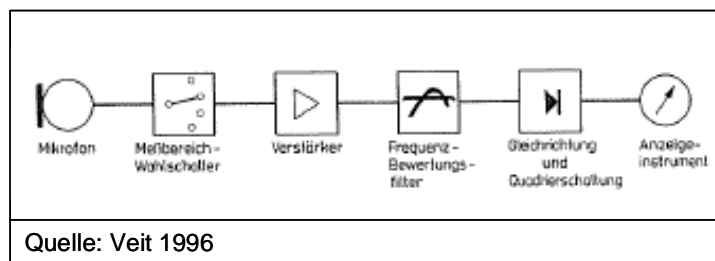 Mikrofon
Meßbereich-
Wahlschalter
Verstärker
Frequenz-
Bewertungs-
filter
Gleichrichtung
und
Quadrierschaltung
Anzeige-
instrument
Quelle: Veit 1996